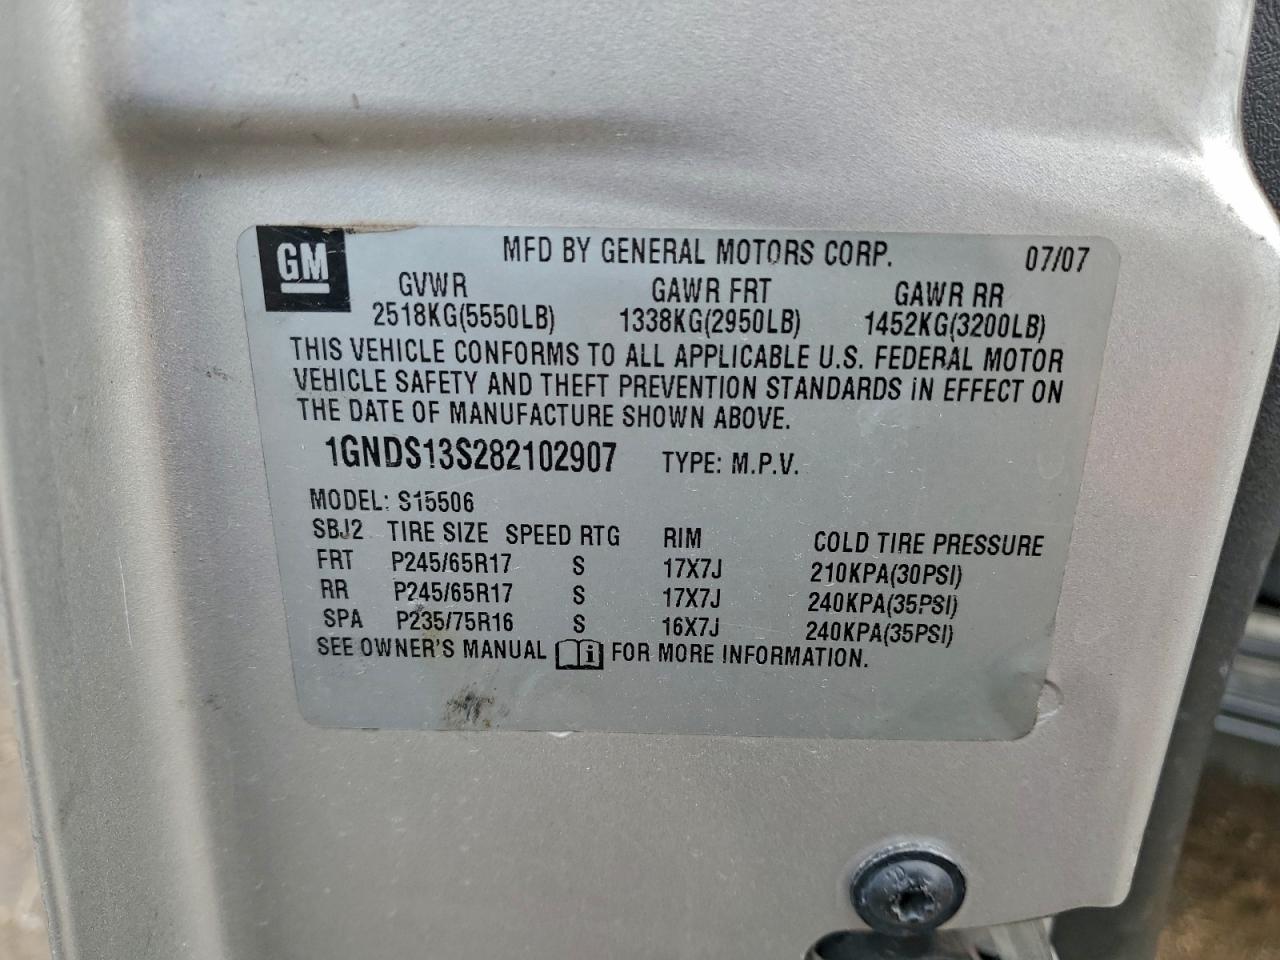 GM
MFD BY GENERAL MOTORS CORP. 07/07
GVWR GAWR FRT GAWR RR
2518KG(5550LB) 1338KG(2950LB) 1452KG(3200LB)
THIS VEHICLE CONFORMS TO ALL APPLICABLE U.S. FEDERAL MOTOR
VEHICLE SAFETY AND THEFT PREVENTION STANDARDS IN EFFECT ON
THE DATE OF MANUFACTURE SHOWN ABOVE.
1GNDS13S282102907 TYPE: M.P.V.
MODEL: S15506
SBJ2 TIRE SIZE SPEED RTG RIM COLD TIRE PRESSURE
FRT P245/65R17 S 17X7J 210KPA(30PSI)
RR P245/65R17 S 17X7J 240KPA(35PSI)
SPA P235/75R16 S 16X7J 240KPA(35PSI)
SEE OWNER'S MANUAL i FOR MORE INFORMATION.